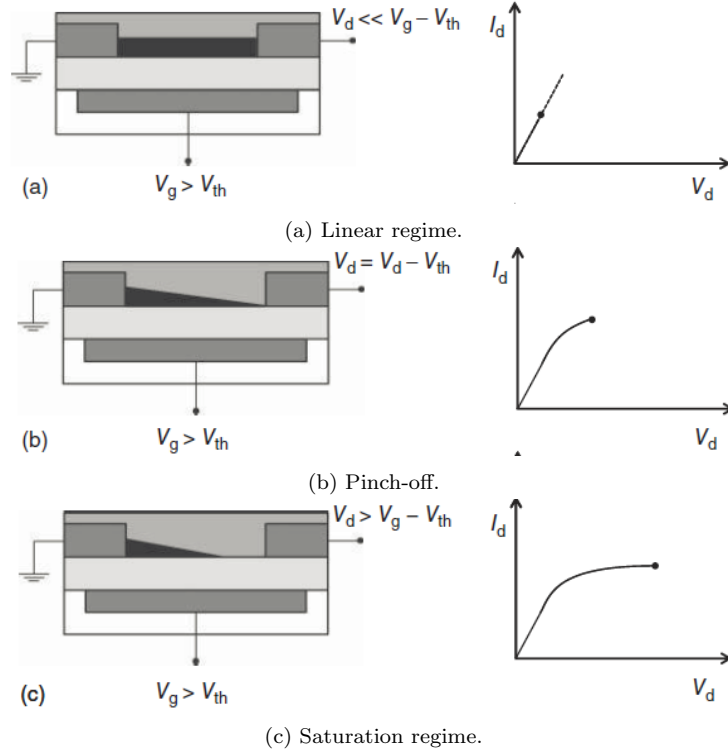 V_d << V_g − V_th
I_d
V_d
(a)
V_g > V_th
(a) Linear regime.
V_d = V_d − V_th
I_d
V_d
(b)
V_g > V_th
(b) Pinch-off.
V_d > V_g − V_th
I_d
V_d
(c)
V_g > V_th
(c) Saturation regime.